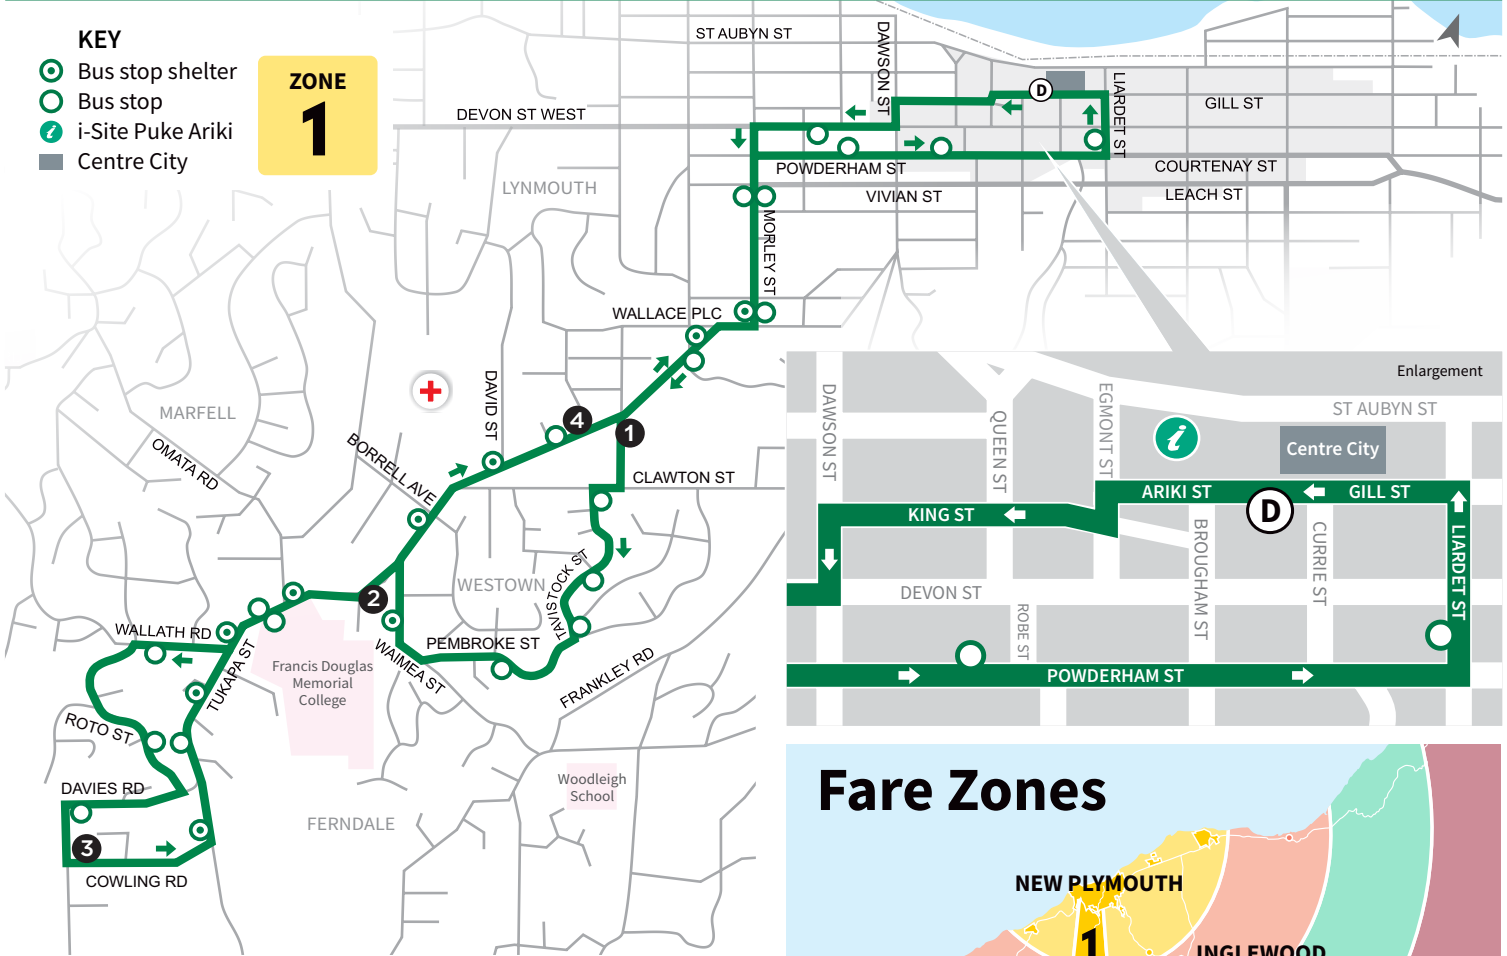 KEY
Bus stop shelter
Bus stop
i
i-Site Puke Ariki
Centre City
ZONE
1
ST AUBYN ST
DAWSON ST
D
LIARDET ST
GILL ST
DEVON ST WEST
COURTENAY ST
POWDERHAM ST
VIVIAN ST
LEACH ST
LYNMOUTH
MORLEY ST
WALLACE PLC
MARFELL
DAVID ST
4
1
OMATA RD
BORRELL AVE
CLAWTON ST
WESTOWN
TAVISTOCK ST
2
WALLATH RD
PEMBROKE ST
WAIMEA ST
FRANKLEY RD
TUKAPA ST
Francis Douglas
Memorial
College
ROTO ST
DAVIES RD
Woodleigh
School
FERNDALE
3
COWLING RD
Enlargement
ST AUBYN ST
DAWSON ST
QUEEN ST
EGMONT ST
i
Centre City
ARIKI ST
GILL ST
D
KING ST
BROUGHAM ST
CURRIE ST
LIARDET ST
DEVON ST
ROBE ST
POWDERHAM ST
Fare Zones
NEW PLYMOUTH
1
INGLEWOOD